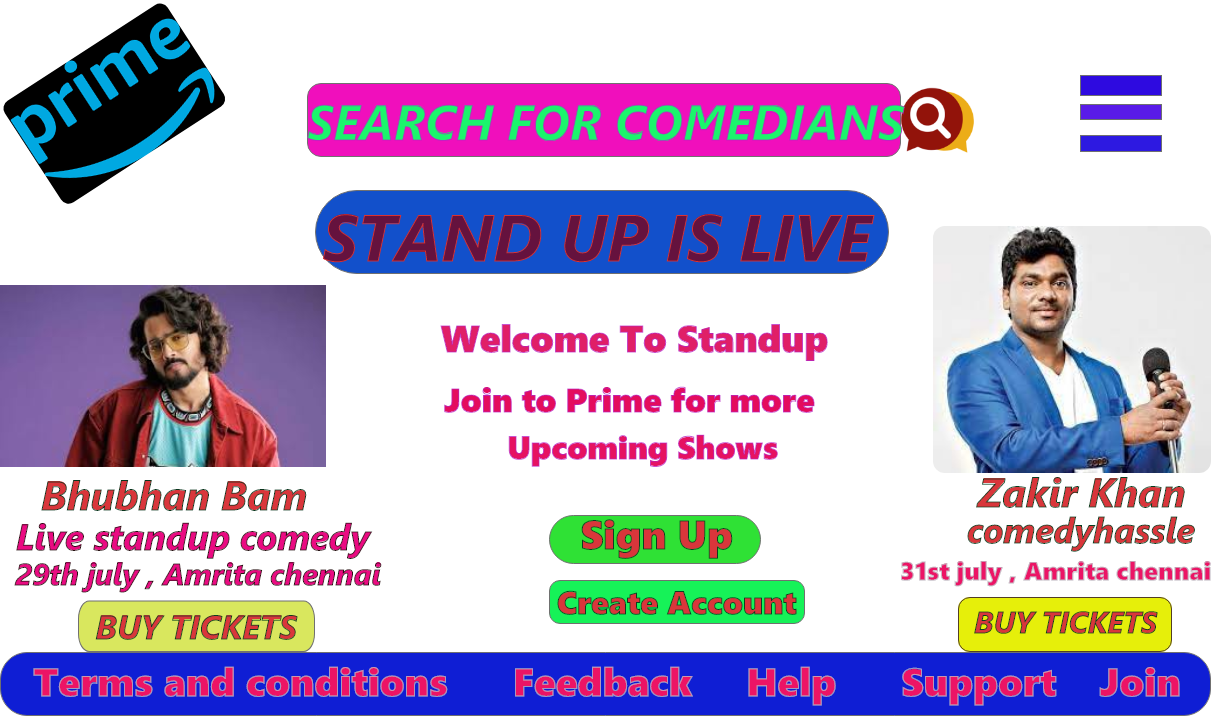 prime
SEARCH FOR COMEDIANS
STAND UP IS LIVE
Welcome To Standup
Join to Prime for more
Upcoming Shows
Bhubhan Bam
Live standup comedy
29th july , Amrita chennai
BUY TICKETS
Sign Up
Create Account
Zakir Khan
comedyhassle
31st july , Amrita chennai
BUY TICKETS
Terms and conditions Feedback Help Support Join